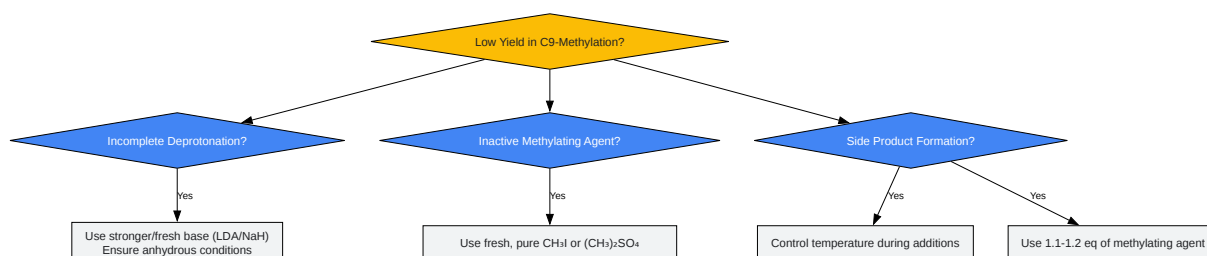 Low Yield in C9-Methylation?
Incomplete Deprotonation?
Inactive Methylating Agent?
Side Product Formation?
Yes
Yes
Yes
Yes
Use stronger/fresh base (LDA/NaH)
Ensure anhydrous conditions
Use fresh, pure CH₃I or (CH₃)₂SO₄
Control temperature during additions
Use 1.1-1.2 eq of methylating agent